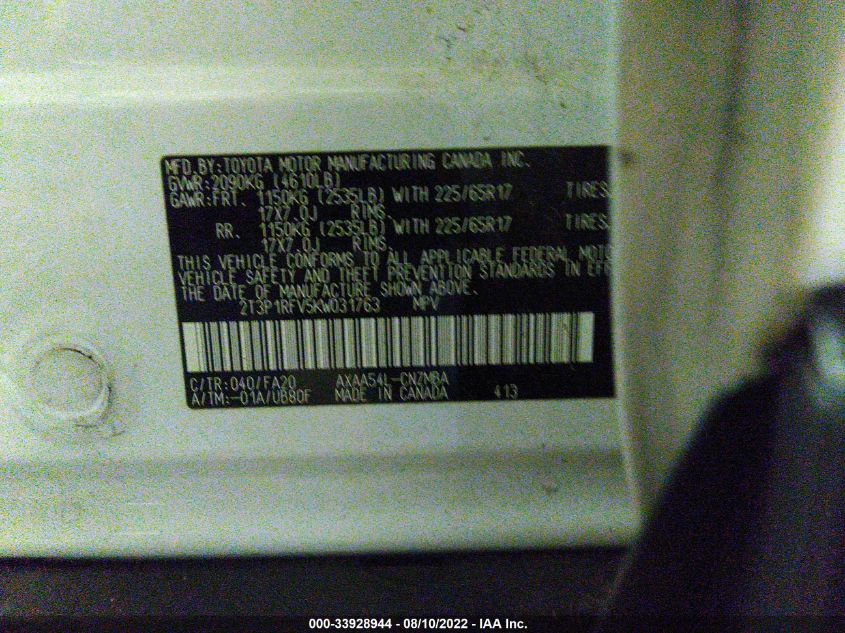 MFD.BY:TOYOTA MOTOR MANUFACTURING CANADA INC.
GVWR:2090KG (4610LB)
GAWR:FRT. 1150KG (2535LB) WITH 225/65R17 TIRES,
17X7.0J RIMS.
RR. 1150KG (2535LB) WITH 225/65R17 TIRES,
17X7.0J RIMS.
THIS VEHICLE CONFORMS TO ALL APPLICABLE FEDERAL MOTO
VEHICLE SAFETY AND THEFT PREVENTION STANDARDS IN EFF
THE DATE OF MANUFACTURE SHOWN ABOVE.
2T3P1RFV5KW031763 MPV
C/TR:040/FA20 AXAA54L-CNZMBA
A/TM:-01A/UB80F MADE IN CANADA 413
000-33928944 - 08/10/2022 - IAA Inc.